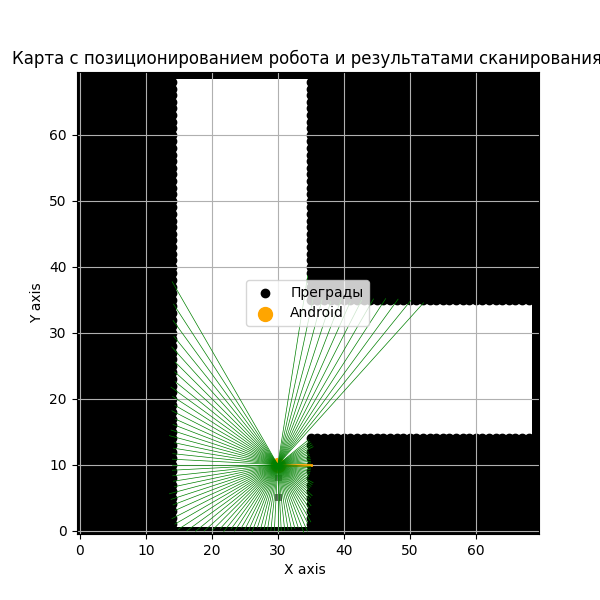 Карта с позиционированием робота и результатами сканирования
Y axis
60
50
40
30
20
10
0
Преграды
Android
0 10 20 30 40 50 60
X axis